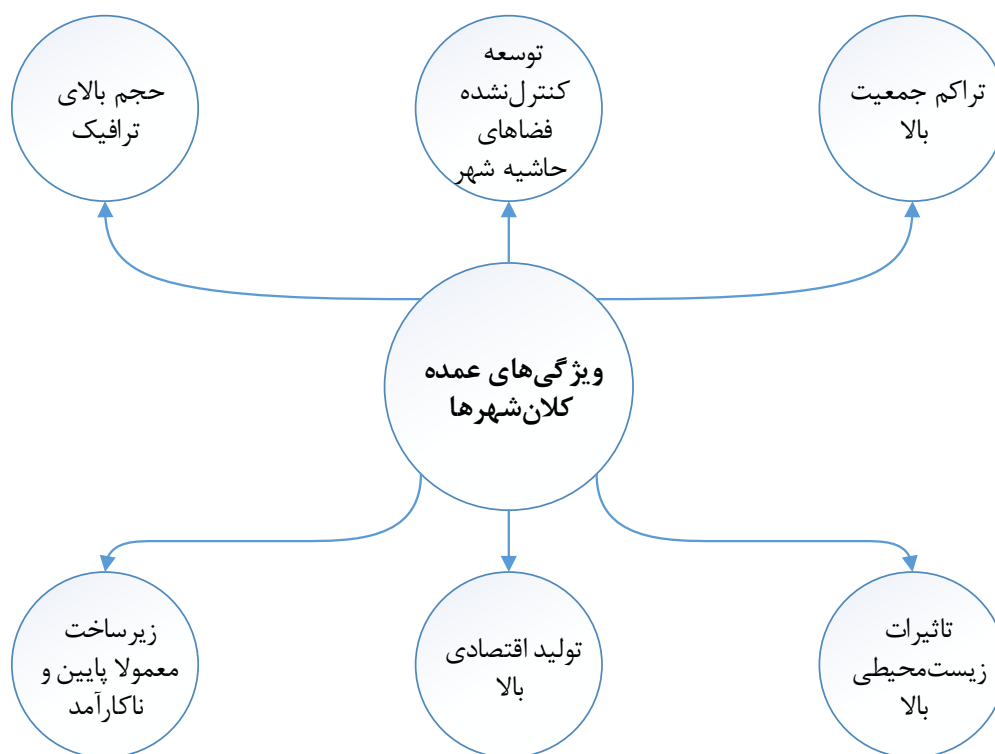 تراکم جمعیت
بالا
توسعه
کنترل‌نشده
فضاهای
حاشیه شهر
حجم بالای
ترافیک
ویژگی‌های عمده
کلان‌شهرها
تاثیرات
زیست‌محیطی
بالا
تولید اقتصادی
بالا
زیرساخت
معمولا پایین و
ناکارآمد